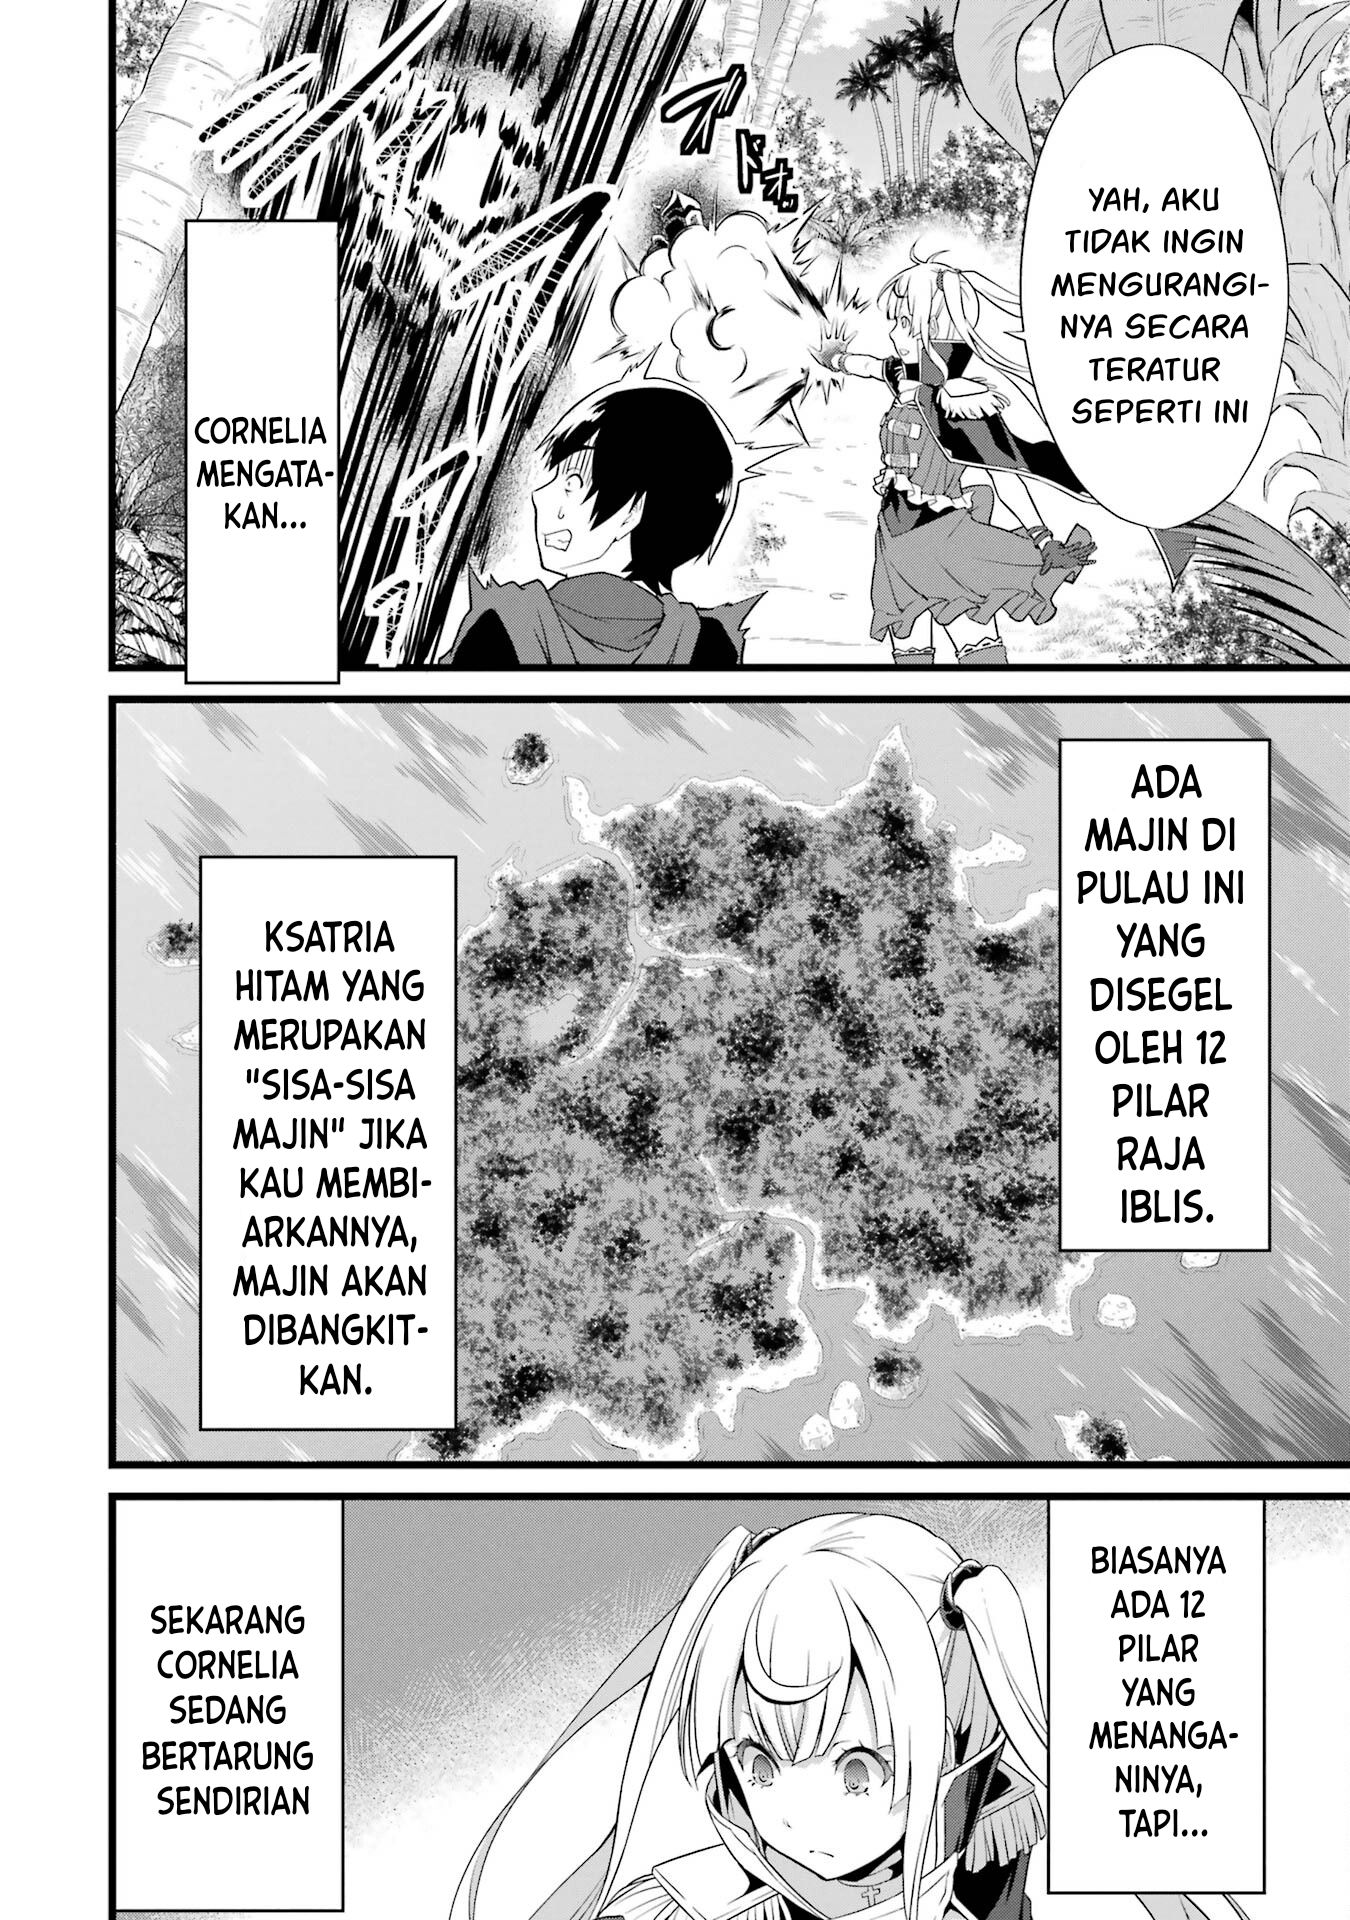 YAH, AKU
TIDAK INGIN
MENGURANGI-
NYA SECARA
TERATUR
SEPERTI INI
ドォ
ドォ..
CORNELIA
MENGATA-
KAN...
ADA
MAJIN DI
PULAU INI
YANG
DISEGEL
OLEH 12
PILAR
RAJA
IBLIS.
KSATRIA
HITAM YANG
MERUPAKAN
"SISA-SISA
MAJIN" JIKA
KAU MEMBI-
ARKANNYA,
MAJIN AKAN
DIBANGKIT-
KAN.
BIASANYA
ADA 12
PILAR
YANG
MENANGA-
NINYA,
TAPI...
SEKARANG
CORNELIA
SEDANG
BERTARUNG
SENDIRIAN